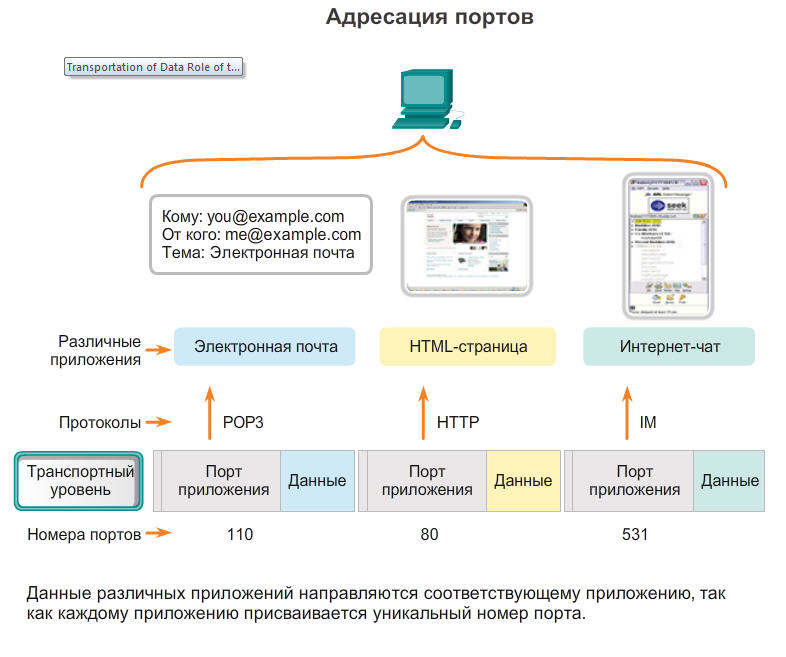 Адресация портов
Transportation of Data Role of t...
Кому: you@example.com
От кого: me@example.com
Тема: Электронная почта
seek
Различные
приложения
Электронная почта
HTML-страница
Интернет-чат
Протоколы
POP3
HTTP
IM
Транспортный
уровень
Порт
приложения
Данные
Порт
приложения
Данные
Порт
приложения
Данные
Номера портов
110
80
531
Данные различных приложений направляются соответствующему приложению, так
как каждому приложению присваивается уникальный номер порта.